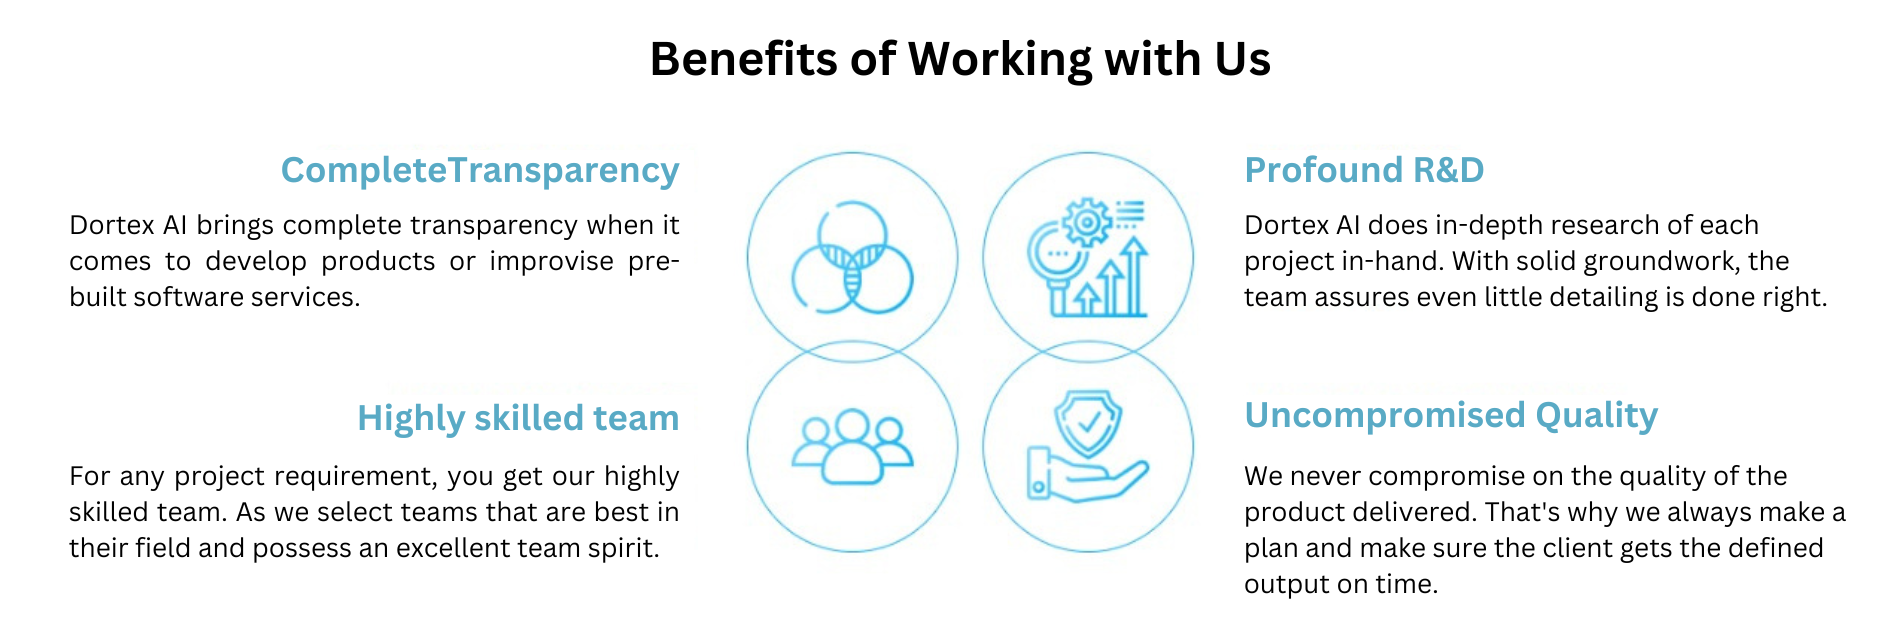 Benefits of Working with Us
CompleteTransparency
Dortex AI brings complete transparency when it
comes to develop products or improvise pre-
built software services.
Profound R&D
Dortex AI does in-depth research of each
project in-hand. With solid groundwork, the
team assures even little detailing is done right.
Highly skilled team
For any project requirement, you get our highly
skilled team. As we select teams that are best in
their field and possess an excellent team spirit.
Uncompromised Quality
We never compromise on the quality of the
product delivered. That's why we always make a
plan and make sure the client gets the defined
output on time.